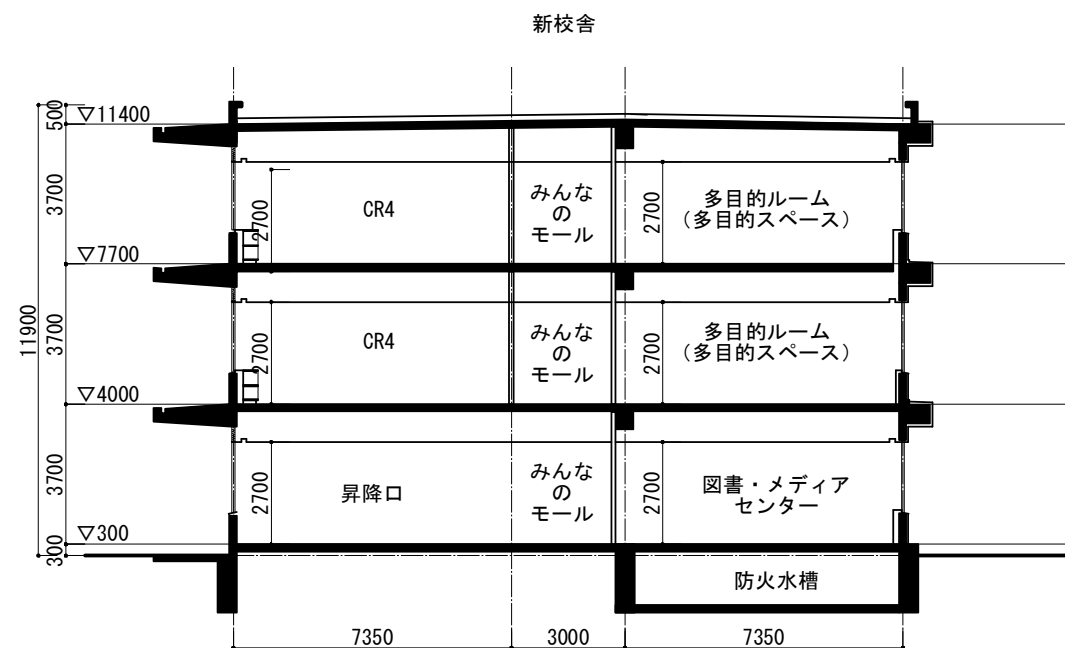 新校舎
500
▽11400
3700
2700
CR4
みんな
の
モール
2700
多目的ルーム
(多目的スペース)
▽7700
11900
3700
2700
CR4
みんな
の
モール
2700
多目的ルーム
(多目的スペース)
▽4000
3700
2700
昇降口
みんな
の
モール
2700
図書・メディア
センター
▽300
300
防火水槽
7350
3000
7350